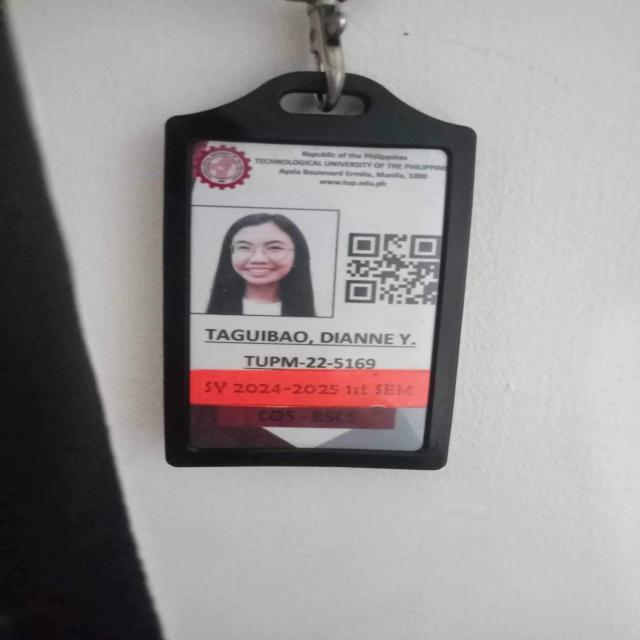 Republic of the Philippines
TECHNOLOGICAL UNIVERSITY OF THE PHILIPPIN
Ayala Boulevard Ermita, Manila, 1000
www.tup.edu.ph
TAGUIBAO, DIANNE Y.
TUPM-22-5169
SY 2024-2025 1st SEM
COS - BSCS